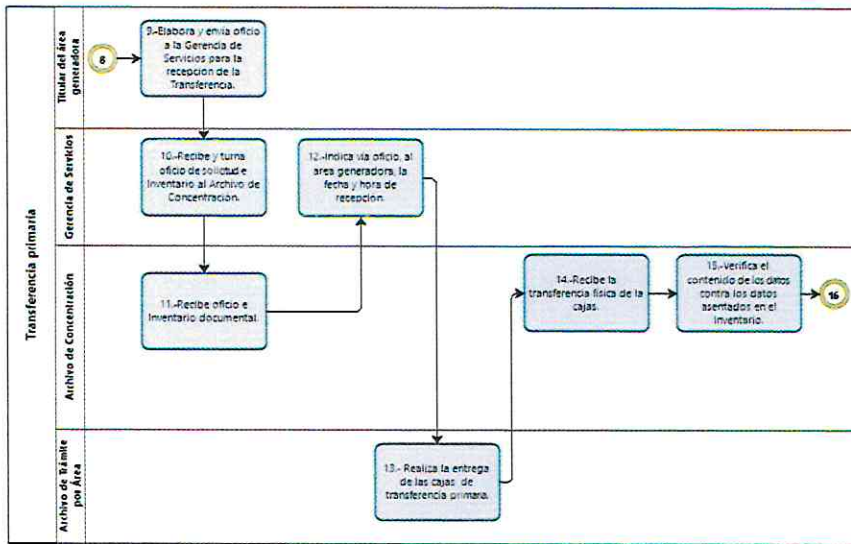 Transferencia primaria
Titular del área
generadora
8
9.-Elabora y envía oficio
a la Gerencia de
Servicios para la
recepción de la
Transferencia.
Gerencia de Servicios
10.-Recibe y turna
oficio de solicitud e
Inventario al Archivo de
Concentración.
12.-Indica vía oficio, al
area generadora, la
fecha y hora de
recepción.
Archivo de Concentración
11.-Recibe oficio e
Inventario documental.
14.-Recibe la
transferencia física de la
cajas.
15.-Verifica el
contenido de los datos
contra los datos
asentados en el
Inventario.
16
Archivo de Trámite
por Área
13.- Realiza la entrega
de las cajas de
transferencia primara.